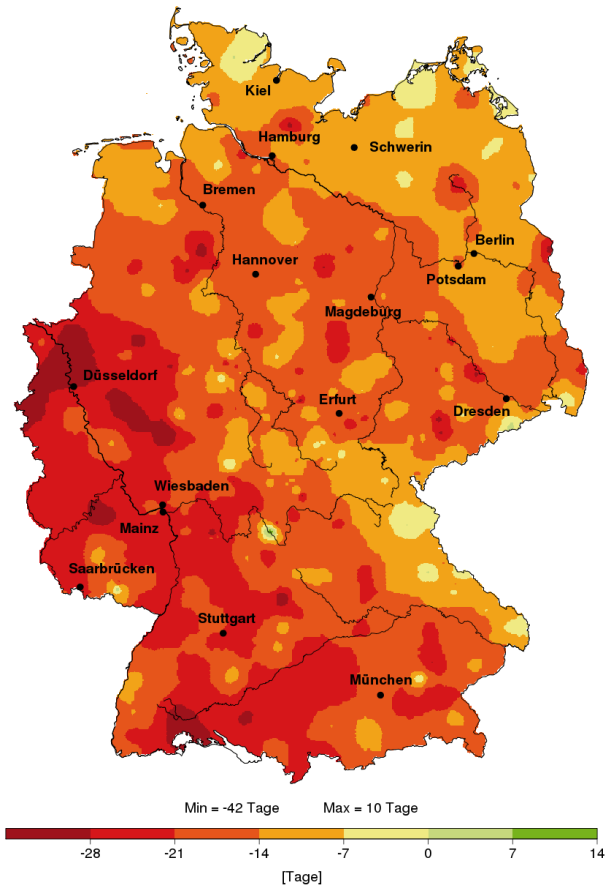 Kiel
Hamburg
Schwerin
Bremen
Berlin
Hannover
Potsdam
Magdeburg
Düsseldorf
Erfurt
Dresden
Wiesbaden
Mainz
Saarbrücken
Stuttgart
München
Min = -42 Tage Max = 10 Tage
-28 -21 -14 -7 0 7 14
[Tage]